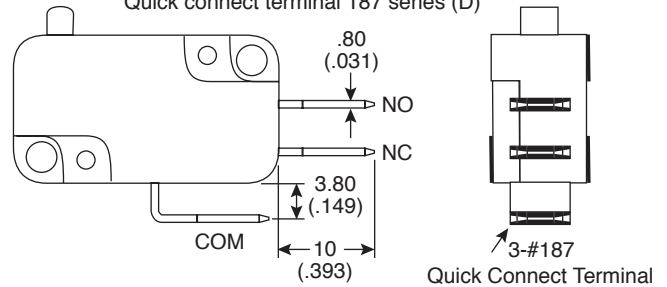 Quick connect terminal 187 series (D)
.80
(.031)
NO
NC
3.80
(.149)
COM
10
(.393)
3-#187
Quick Connect Terminal